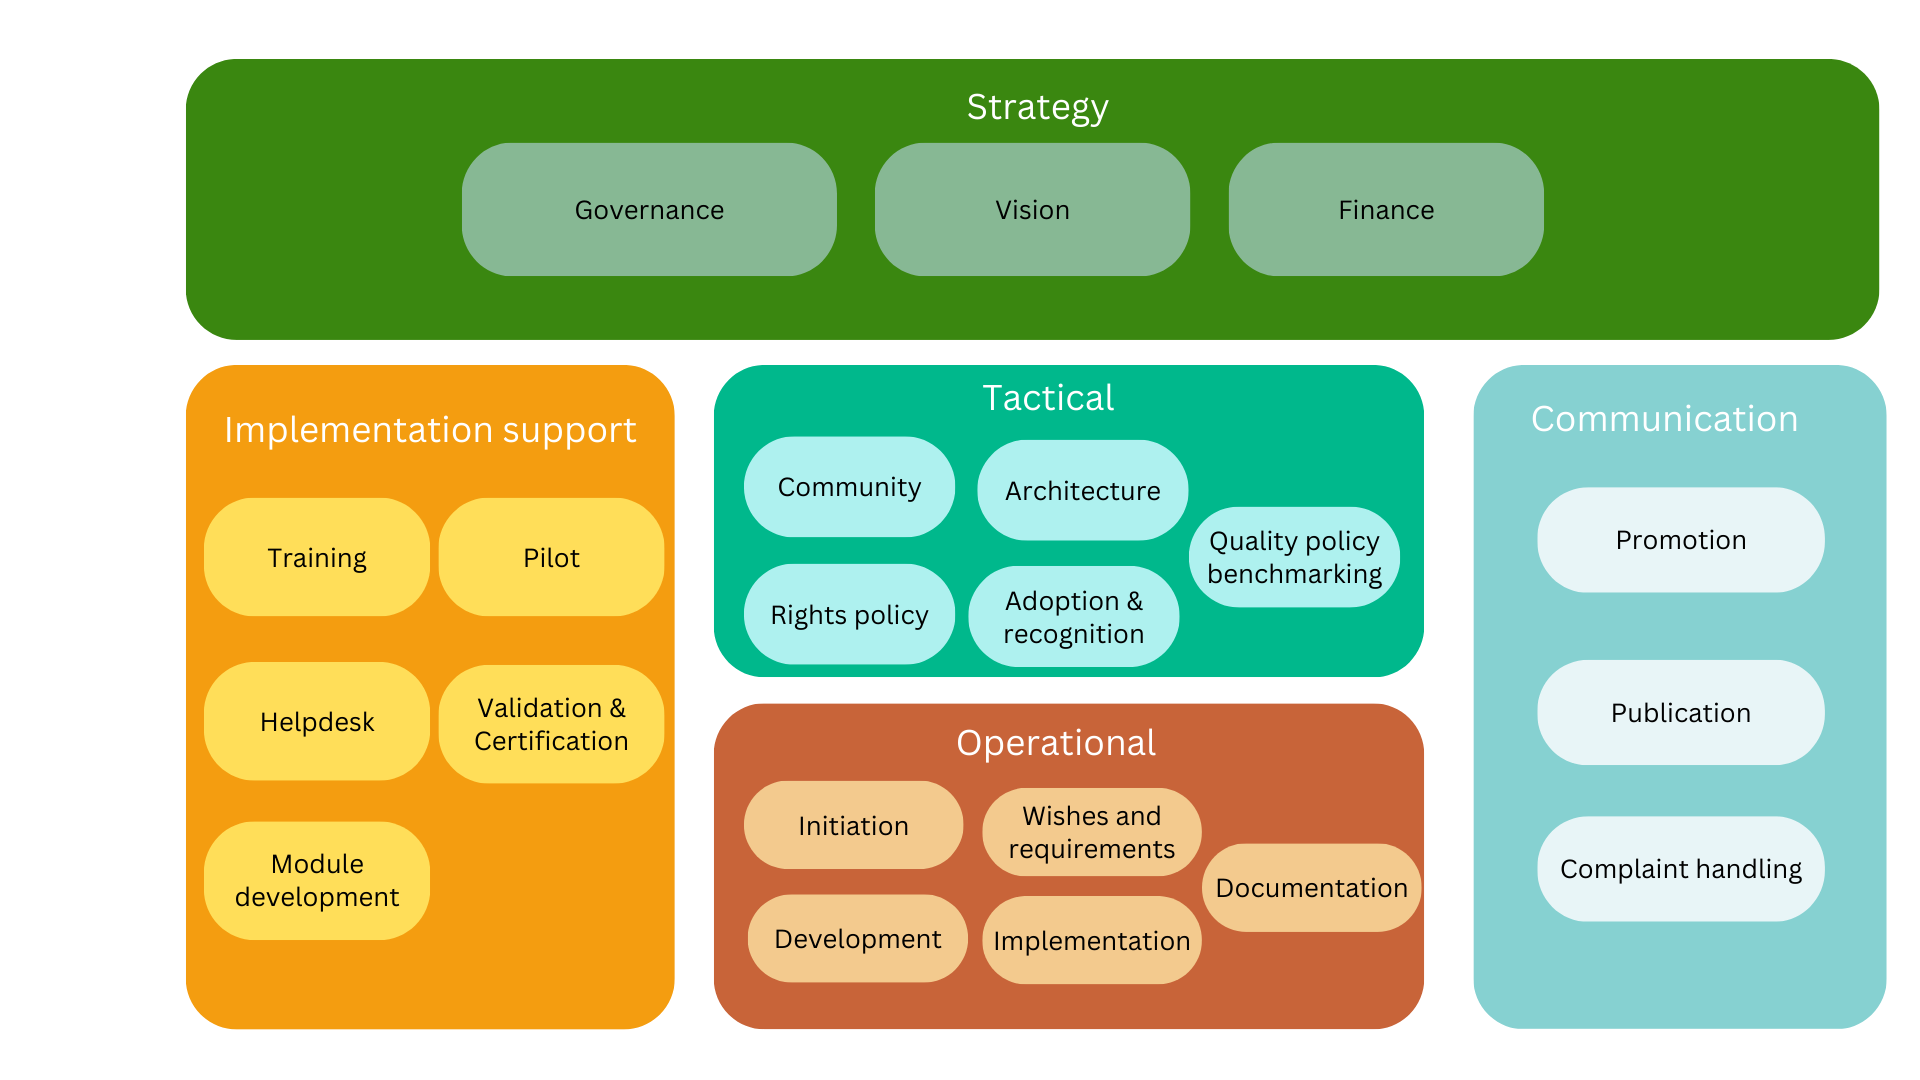 Strategy
Governance
Vision
Finance
Implementation support
Training
Pilot
Helpdesk
Validation &
Certification
Module
development
Tactical
Community
Architecture
Quality policy
benchmarking
Rights policy
Adoption &
recognition
Operational
Initiation
Wishes and
requirements
Documentation
Development
Implementation
Communication
Promotion
Publication
Complaint handling